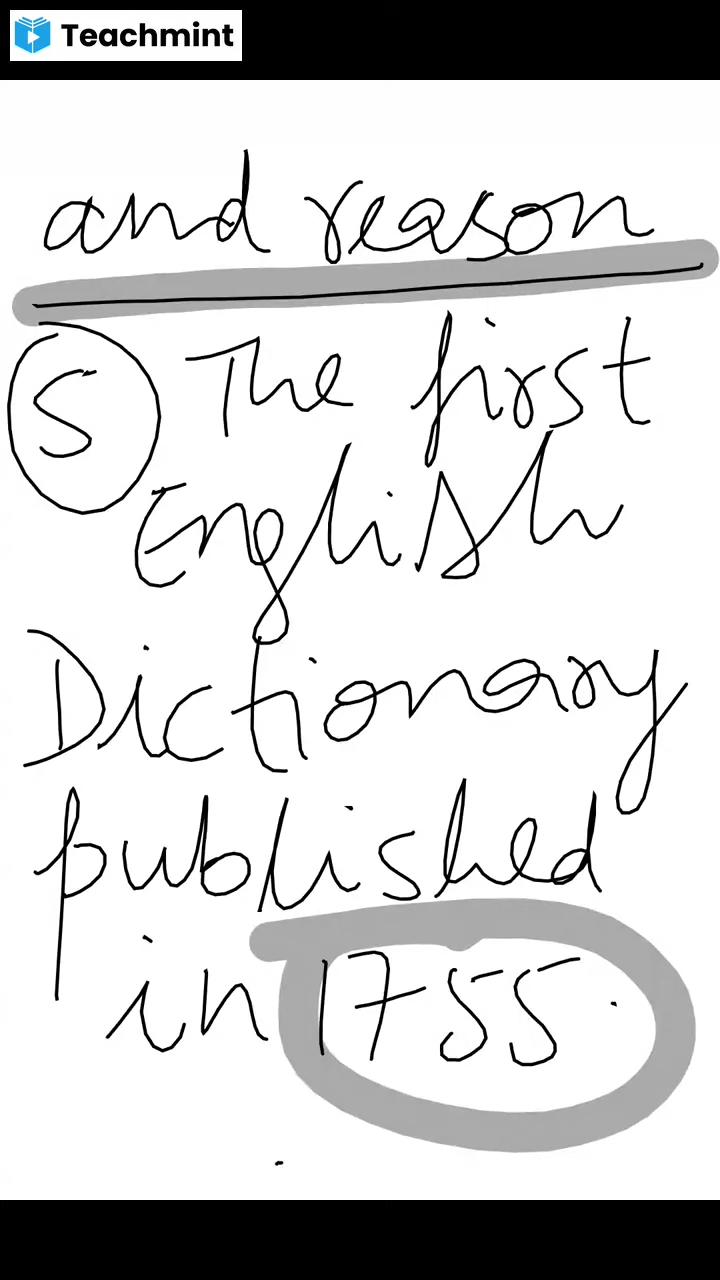 Teachmint
and reason
5 The first
English
Dictionary
published
in 1755.